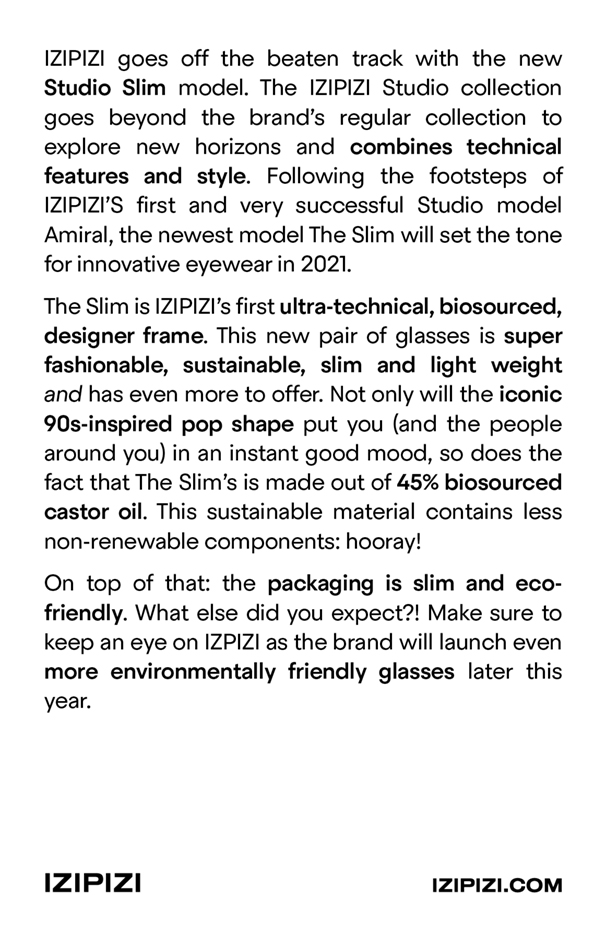 IZIPIZI goes off the beaten track with the new
Studio Slim model. The IZIPIZI Studio collection
goes beyond the brand’s regular collection to
explore new horizons and combines technical
features and style. Following the footsteps of
IZIPIZI’S first and very successful Studio model
Amiral, the newest model The Slim will set the tone
for innovative eyewear in 2021.
The Slim is IZIPIZI’s first ultra-technical, biosourced,
designer frame. This new pair of glasses is super
fashionable, sustainable, slim and light weight
and has even more to offer. Not only will the iconic
90s-inspired pop shape put you (and the people
around you) in an instant good mood, so does the
fact that The Slim’s is made out of 45% biosourced
castor oil. This sustainable material contains less
non-renewable components: hooray!
On top of that: the packaging is slim and eco-
friendly. What else did you expect?! Make sure to
keep an eye on IZPIZI as the brand will launch even
more environmentally friendly glasses later this
year.
IZIPIZI
IZIPIZI.COM